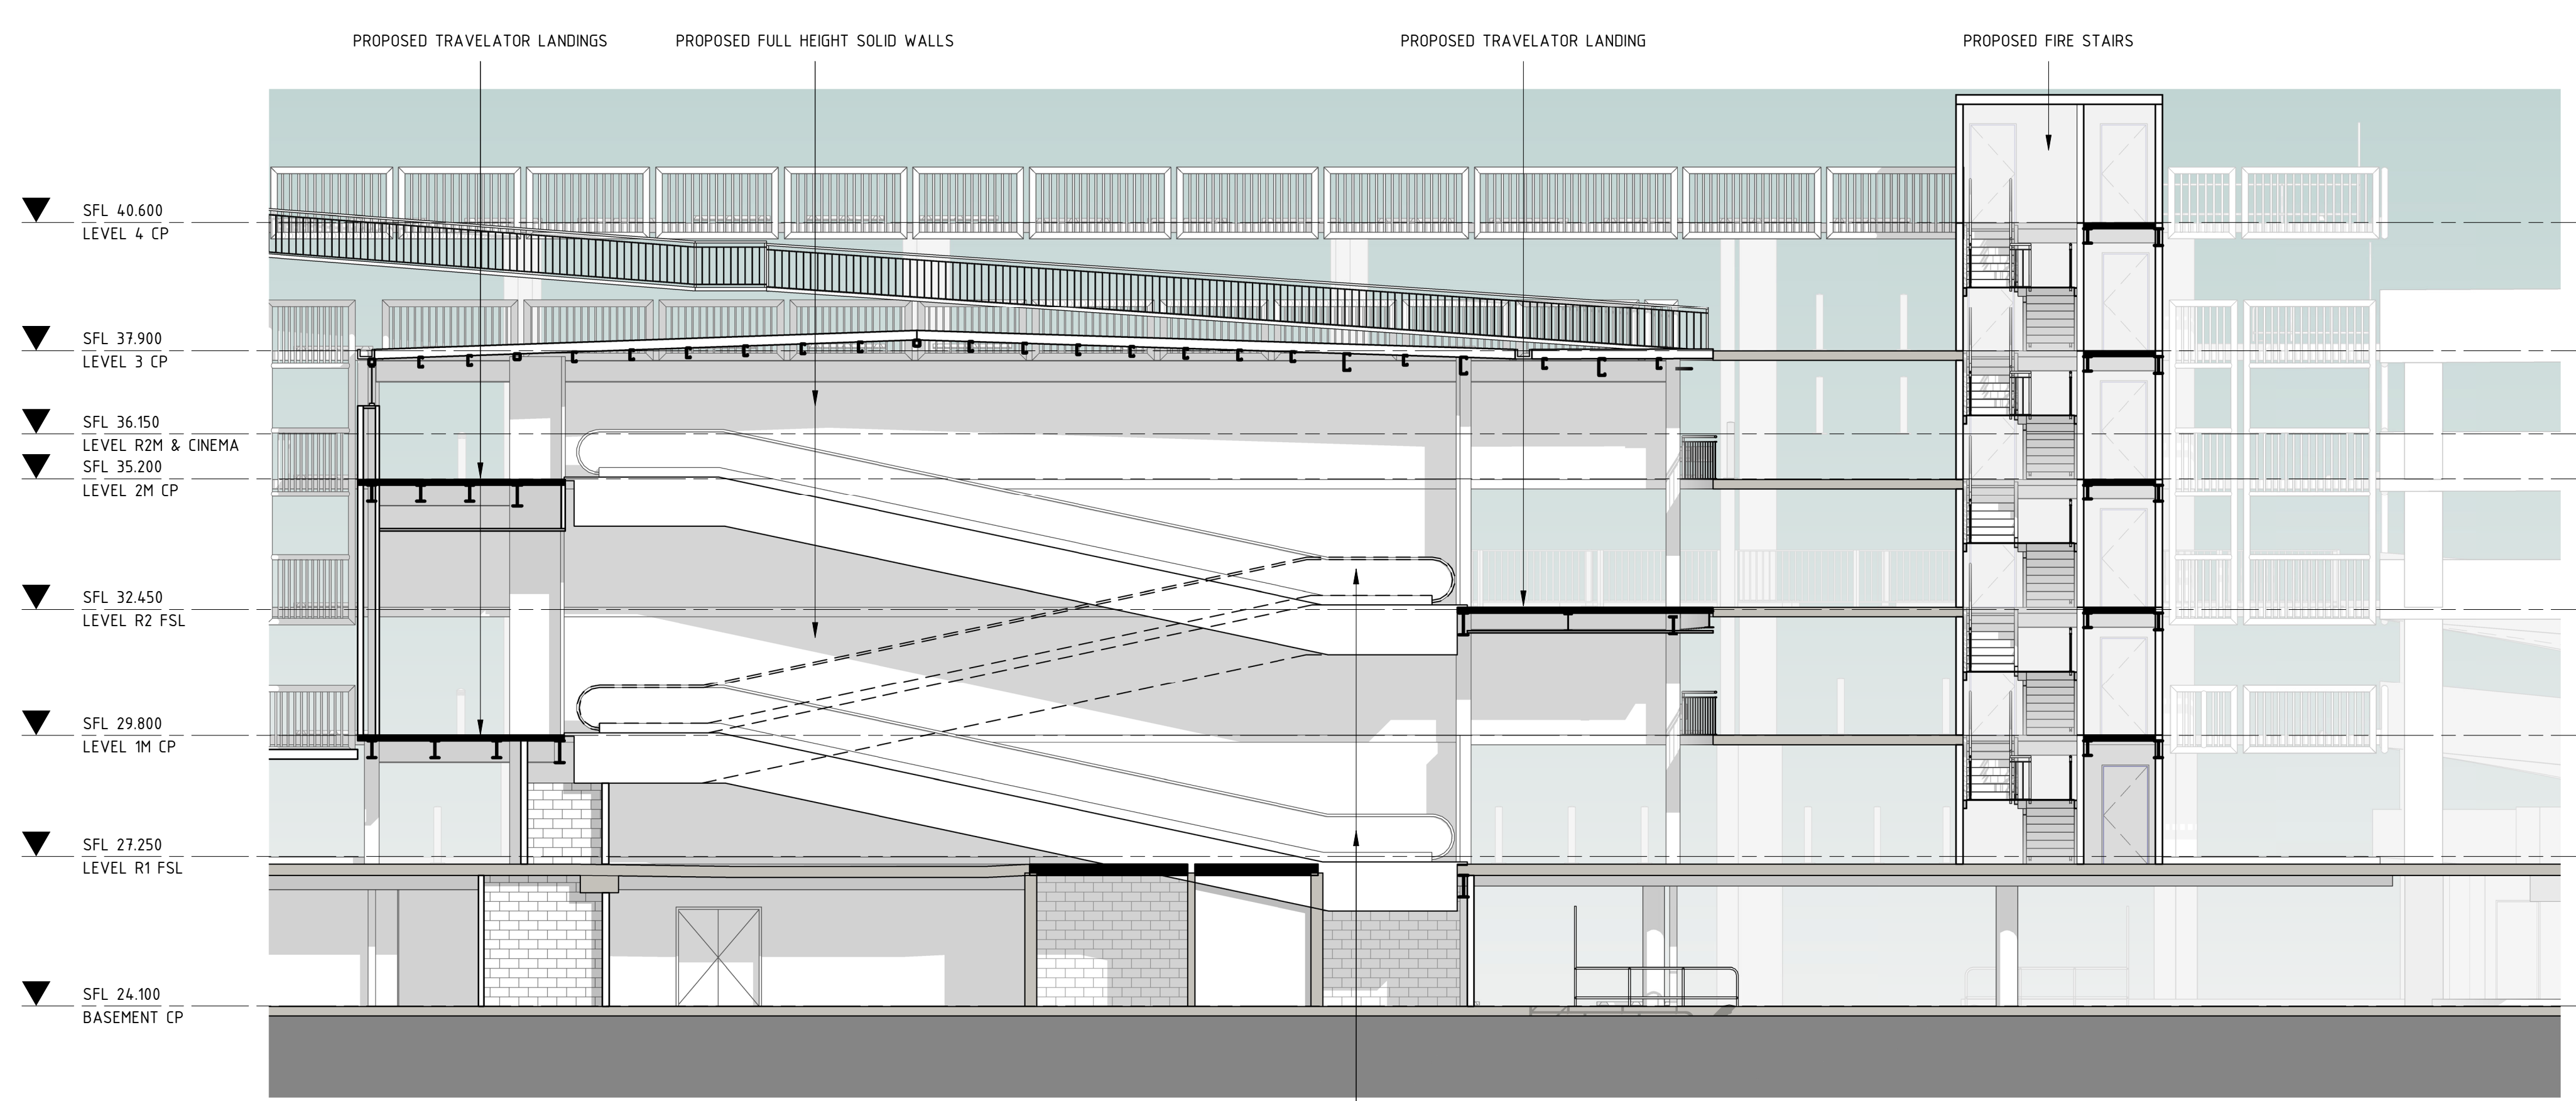 PROPOSED TRAVELATOR LANDINGS
PROPOSED FULL HEIGHT SOLID WALLS
PROPOSED TRAVELATOR LANDING
PROPOSED FIRE STAIRS
SFL 40.600
LEVEL 4 CP
SFL 37.900
LEVEL 3 CP
SFL 36.150
LEVEL R2M & CINEMA
SFL 35.200
LEVEL 2M CP
SFL 32.450
LEVEL R2 FSL
SFL 29.800
LEVEL 1M CP
SFL 27.250
LEVEL R1 FSL
SFL 24.100
BASEMENT CP